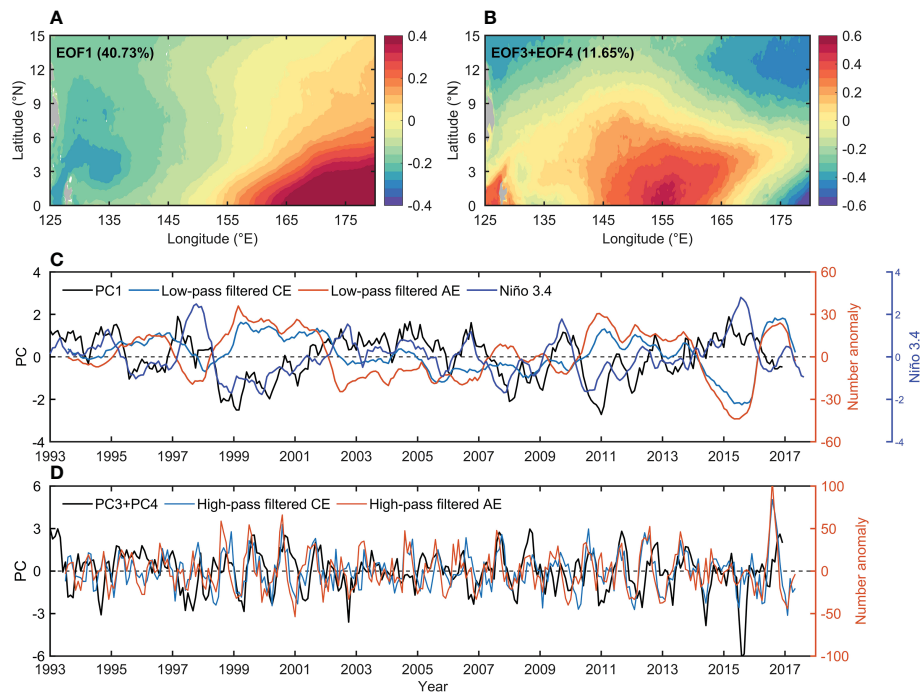 A
B
EOF1 (40.73%)
EOF3+EOF4 (11.65%)
Latitude (°N)
15
12
9
6
3
0
125
135
145
155
165
175
Longitude (°E)
0.4
0.2
0
-0.2
-0.4
Latitude (°N)
15
12
9
6
3
0
125
135
145
155
165
175
Longitude (°E)
0.6
0.4
0.2
0
-0.2
-0.4
-0.6
C
PC1
Low-pass filtered CE
Low-pass filtered AE
Niño 3.4
PC
4
2
0
-2
-4
60
30
0
-30
-60
Number anomaly
4
2
0
-2
-4
Niño 3.4
1993 1995 1997 1999 2001 2003 2005 2007 2009 2011 2013 2015 2017
D
PC3+PC4
High-pass filtered CE
High-pass filtered AE
PC
6
3
0
-3
-6
100
50
0
-50
-100
Number anomaly
1993 1995 1997 1999 2001 2003 2005 2007 2009 2011 2013 2015 2017
Year